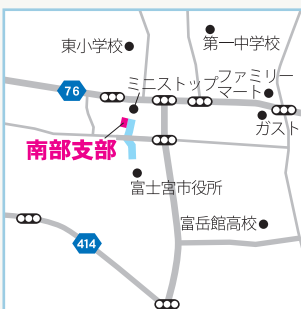 東小学校
第一中学校
76
ミニストップ
ファミリー
マート
ガスト
南部支部
富士宮市役所
富岳館高校
414